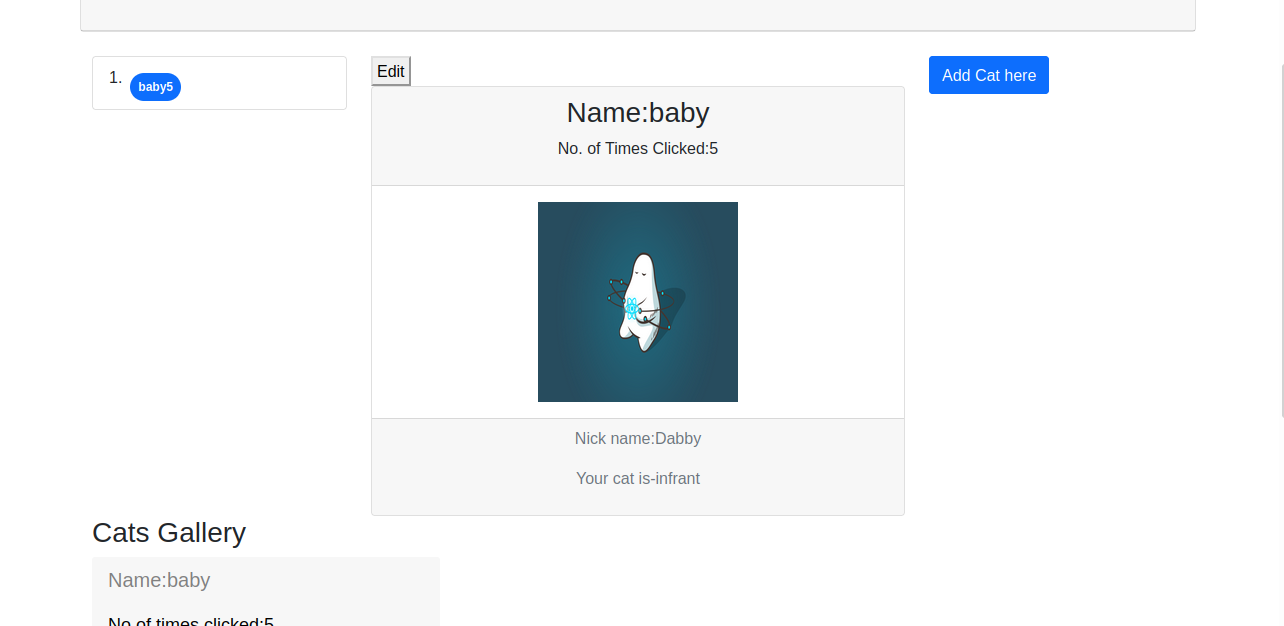 1. baby5
Edit
Name:baby
No. of Times Clicked:5
Nick name:Dabby
Your cat is-infrant
Add Cat here
Cats Gallery
Name:baby
No of times clicked:5